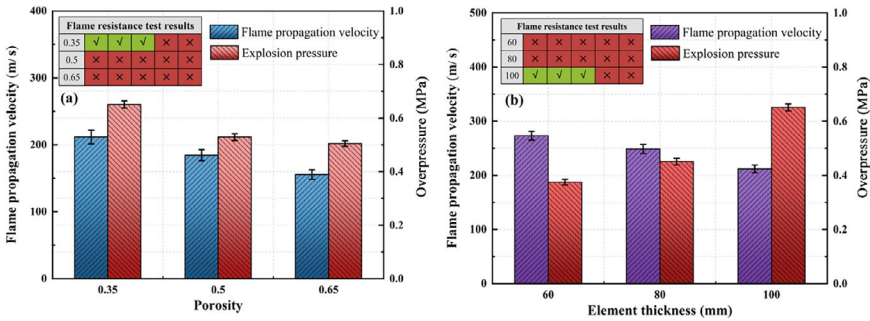 Flame resistance test results
0.35 √ √ √ × ×
0.5 × × × × ×
0.65 × × × × ×
Flame propagation velocity
Explosion pressure
(a)
Flame propagation velocity (m/s)
400
300
200
100
0
Overpressure (MPa)
1.0
0.8
0.6
0.4
0.2
0.0
0.35 0.5 0.65
Porosity
Flame resistance test results
60 × × × × ×
80 × × × × ×
100 √ √ √ × ×
Flame propagation velocity
Explosion pressure
(b)
Flame propagation velocity (m/s)
500
400
300
200
100
0
Overpressure (MPa)
1.0
0.8
0.6
0.4
0.2
0.0
60 80 100
Element thickness (mm)